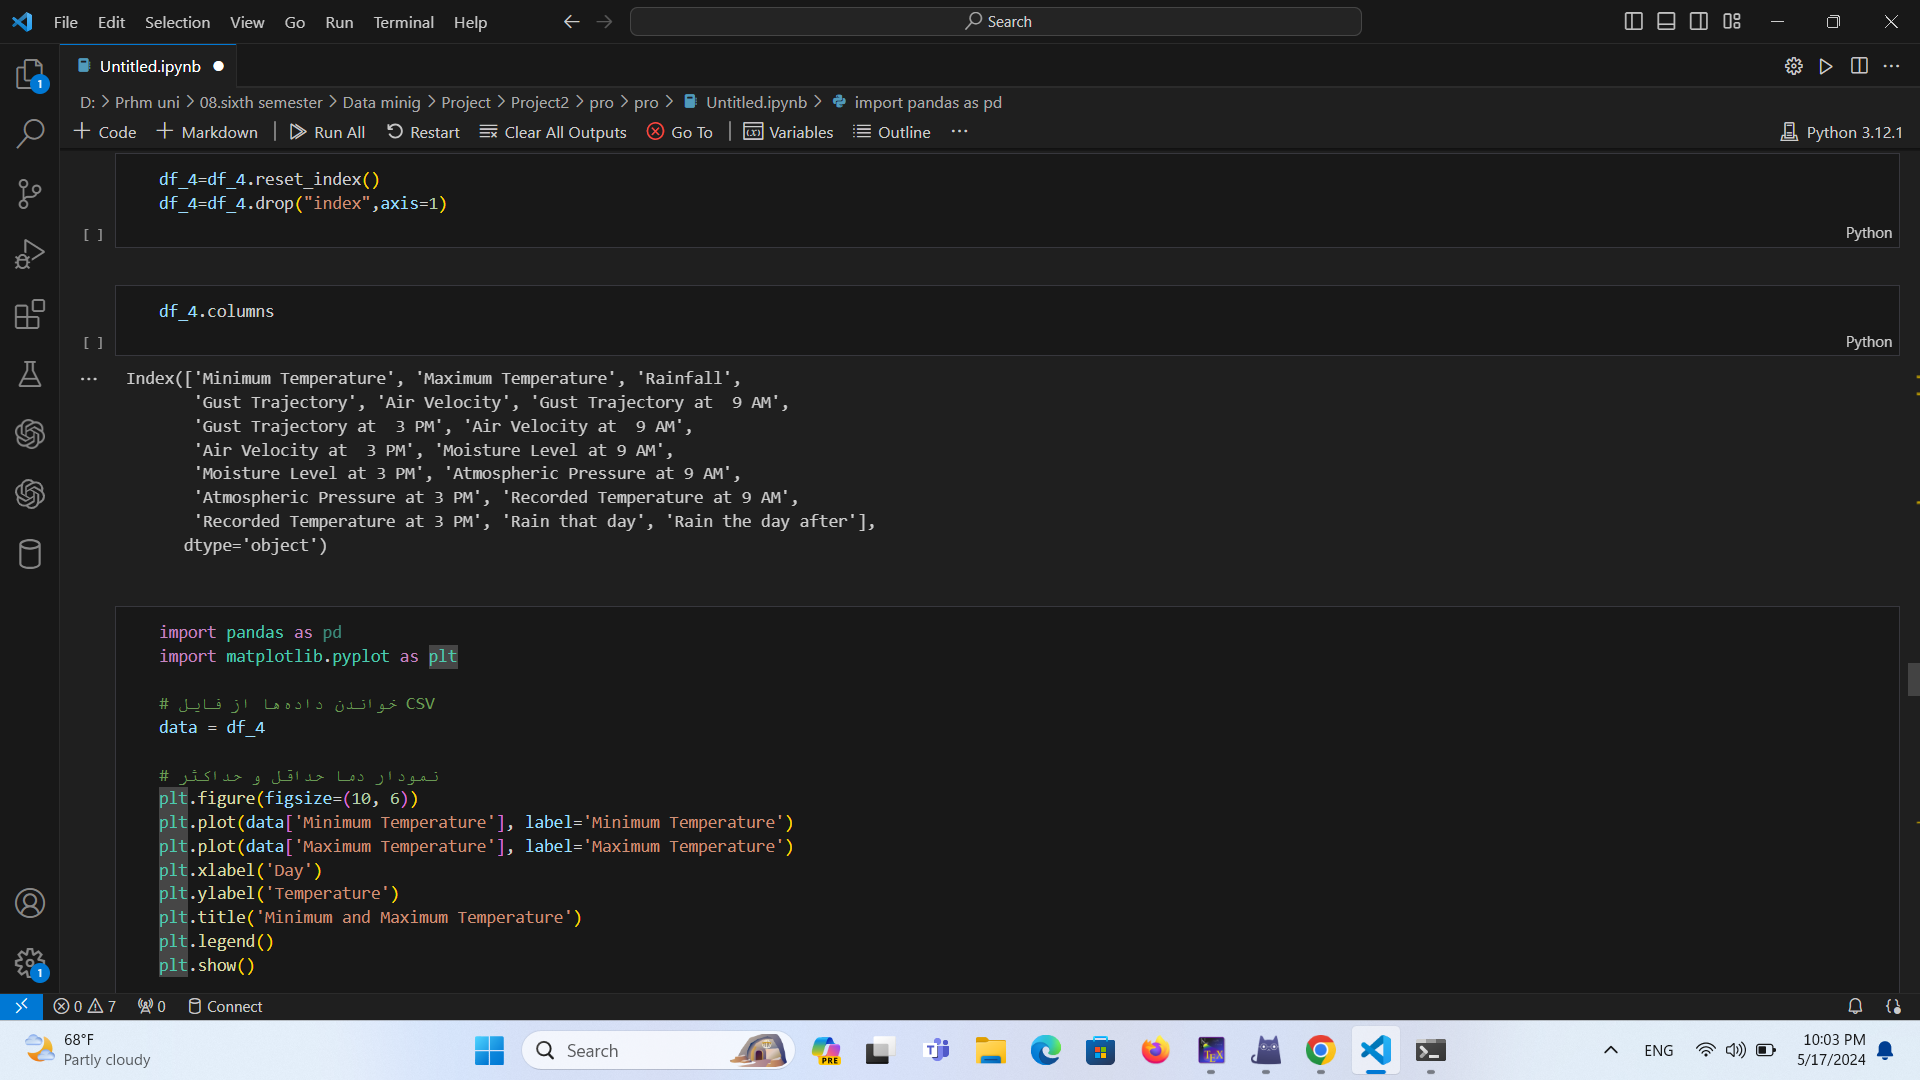 File Edit Selection View Go Run Terminal Help
Search
Untitled.ipynb
1
D: > Prhm uni > 08.sixth semester > Data minig > Project > Project2 > pro > pro > Untitled.ipynb > import pandas as pd
+ Code + Markdown Run All Restart Clear All Outputs Go To Variables Outline ...
Python 3.12.1
df_4=df_4.reset_index()
df_4=df_4.drop("index",axis=1)
[ ]
Python
df_4.columns
[ ]
Python
... Index(['Minimum Temperature', 'Maximum Temperature', 'Rainfall',
'Gust Trajectory', 'Air Velocity', 'Gust Trajectory at  9 AM',
'Gust Trajectory at  3 PM', 'Air Velocity at  9 AM',
'Air Velocity at  3 PM', 'Moisture Level at 9 AM',
'Moisture Level at 3 PM', 'Atmospheric Pressure at 9 AM',
'Atmospheric Pressure at 3 PM', 'Recorded Temperature at 9 AM',
'Recorded Temperature at 3 PM', 'Rain that day', 'Rain the day after'],
dtype='object')
import pandas as pd
import matplotlib.pyplot as plt
# خواندن داده‌ها از فایل CSV
data = df_4
# نمودار دما حداقل و حداکثر
plt.figure(figsize=(10, 6))
plt.plot(data['Minimum Temperature'], label='Minimum Temperature')
plt.plot(data['Maximum Temperature'], label='Maximum Temperature')
plt.xlabel('Day')
plt.ylabel('Temperature')
plt.title('Minimum and Maximum Temperature')
plt.legend()
plt.show()
1
0 7 0 Connect
68°F
Partly cloudy
Search
PRE
TEX
ENG
10:03 PM
5/17/2024